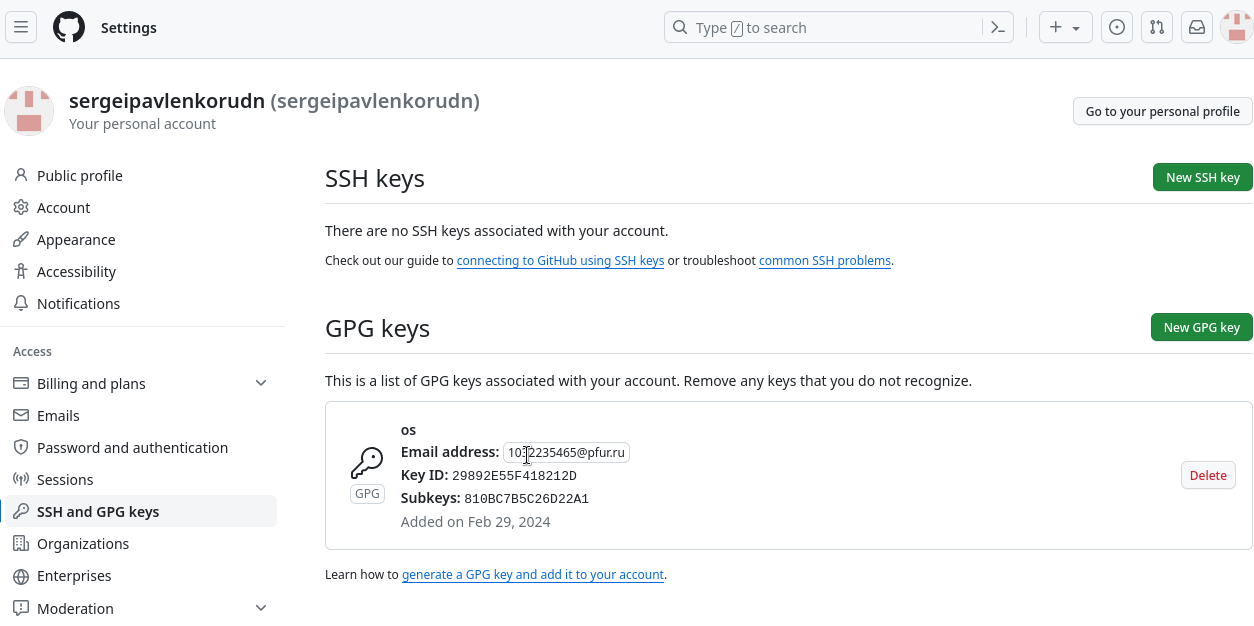 Settings
Type / to search
sergeipavlenkorudn (sergeipavlenkorudn)
Your personal account
Go to your personal profile
Public profile
Account
Appearance
Accessibility
Notifications
Access
Billing and plans
Emails
Password and authentication
Sessions
SSH and GPG keys
Organizations
Enterprises
Moderation
SSH keys
New SSH key
There are no SSH keys associated with your account.
Check out our guide to connecting to GitHub using SSH keys or troubleshoot common SSH problems.
GPG keys
New GPG key
This is a list of GPG keys associated with your account. Remove any keys that you do not recognize.
GPG
os
Email address:
Key ID: 29892E55F418212D
Subkeys: 810BC7B5C26D22A1
Added on Feb 29, 2024
Delete
Learn how to generate a GPG key and add it to your account.